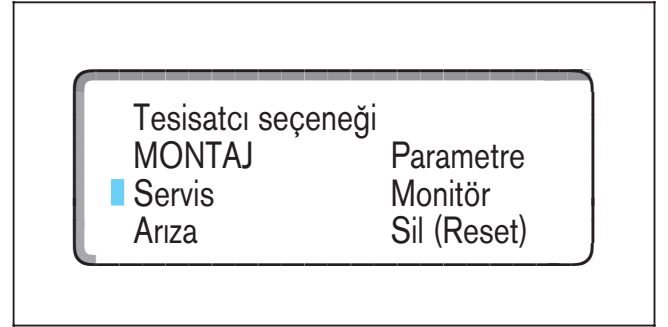 Tesisatcı seçeneği
MONTAJ Parametre
Servis Monitör
Arıza Sil (Reset)